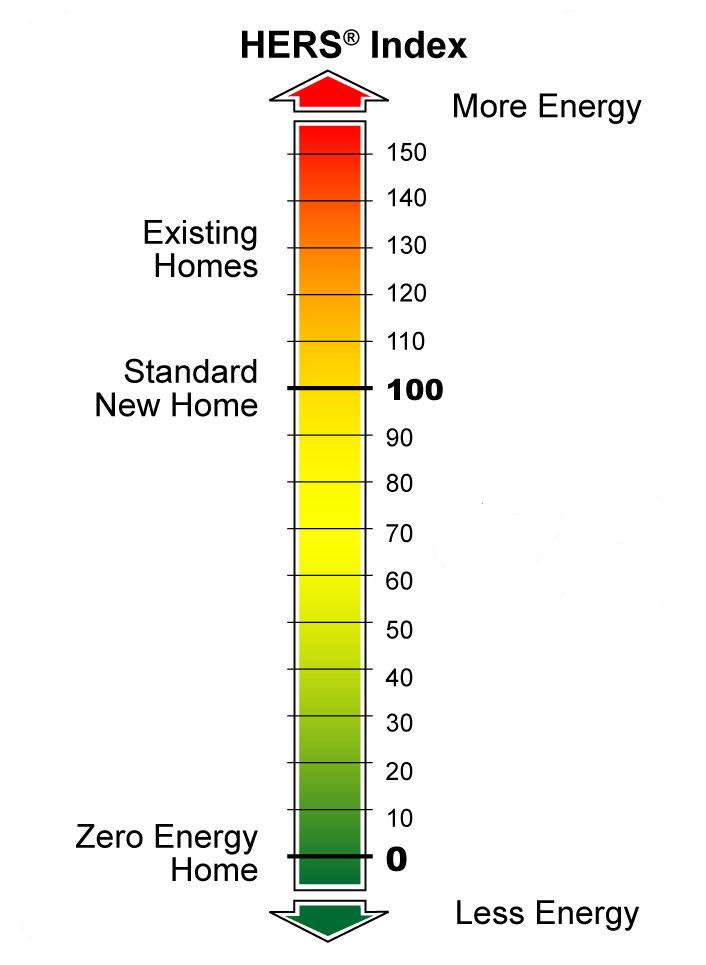 HERS® Index
More Energy
150
140
Existing
Homes
130
120
110
Standard
New Home
100
90
80
70
60
50
40
30
20
10
Zero Energy
Home
0
Less Energy